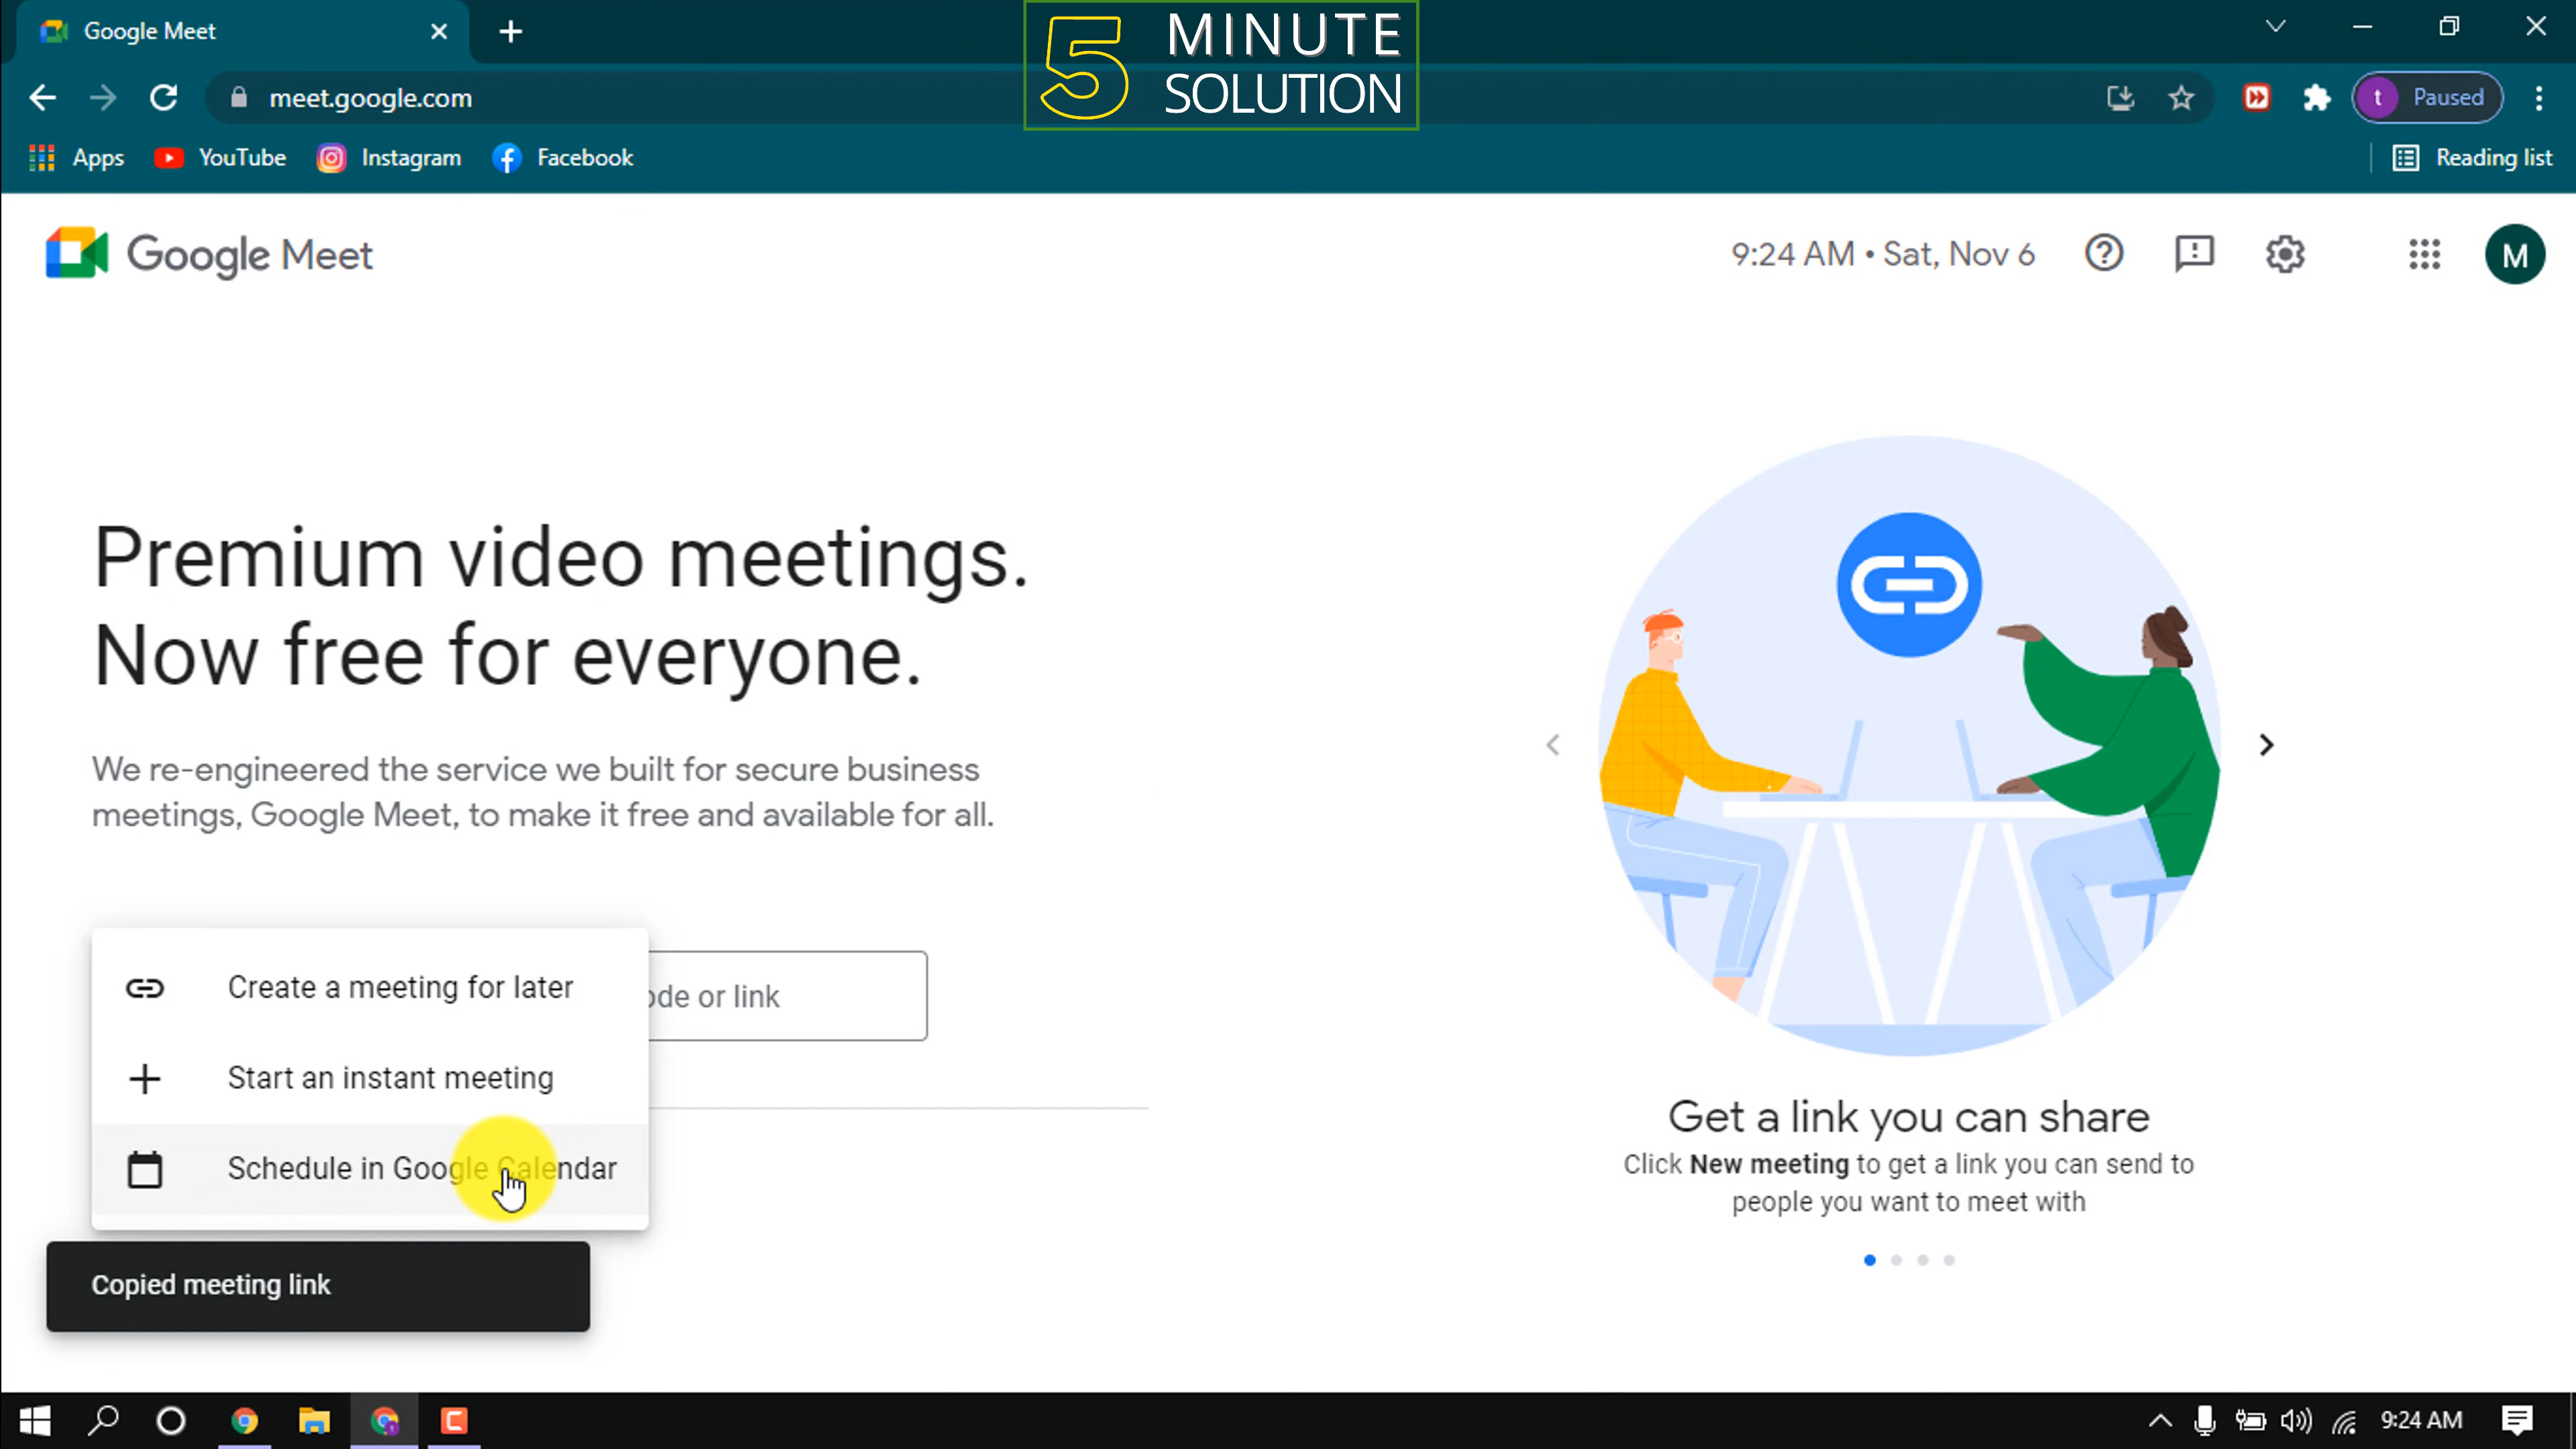 Google Meet
5 MINUTE
SOLUTION
meet.google.com
t Paused
Apps YouTube Instagram Facebook Reading list
Google Meet 9:24 AM • Sat, Nov 6 M
Premium video meetings.
Now free for everyone.
We re-engineered the service we built for secure business
meetings, Google Meet, to make it free and available for all.
Create a meeting for later
ode or link
Start an instant meeting
Schedule in Google Calendar
Copied meeting link
Get a link you can share
Click New meeting to get a link you can send to
people you want to meet with
9:24 AM